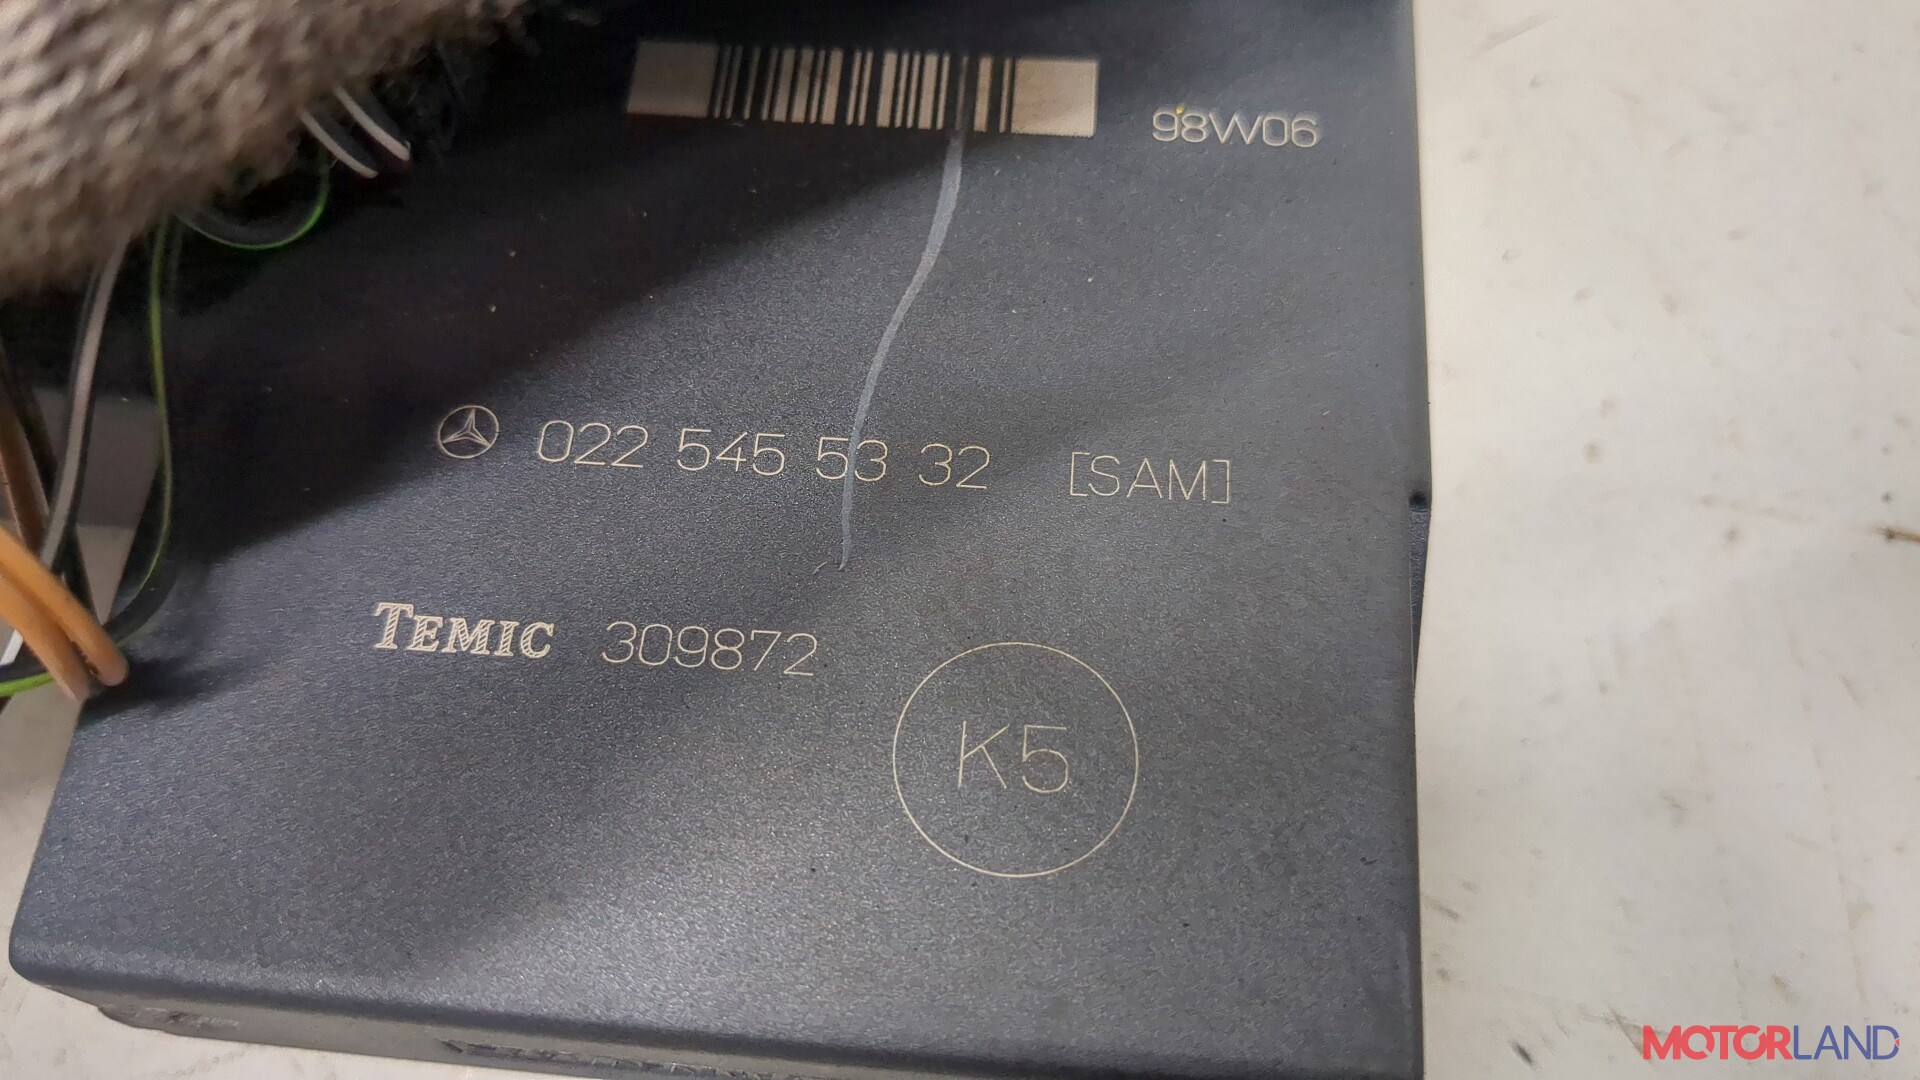 98W06
022 545 53 32 [SAM]
TEMIC 309872
K5
MOTORLAND